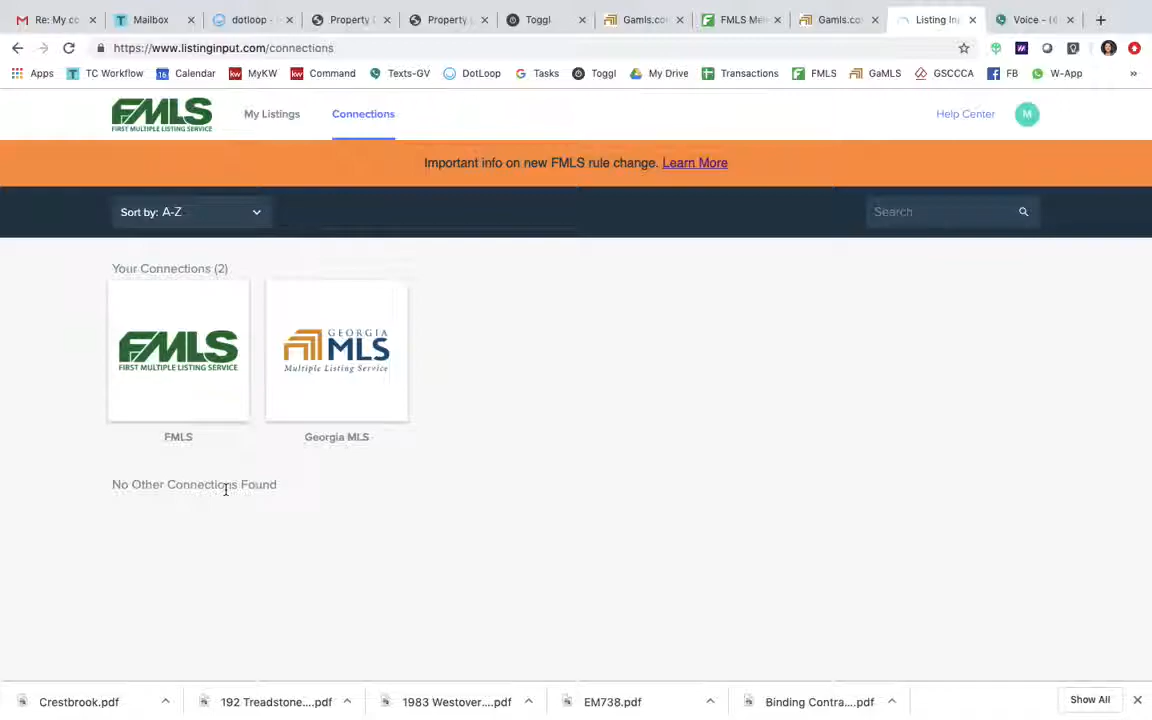 Re: My cc
Mailbox
dotloop -
Property
Property
Toggl
Gamls.co
FMLS Me
Gamls.co
Listing In
Voice - (
https://www.listinginput.com/connections
Apps TC Workflow 16 Calendar kw MyKW kw Command Texts-GV DotLoop Tasks Toggl My Drive Transactions FMLS GaMLS GSCCCA FB W-App »
FMLS
FIRST MULTIPLE LISTING SERVICE
My Listings
Connections
Help Center
M
Important info on new FMLS rule change. Learn More
Sort by: A-Z
Search
Your Connections (2)
FMLS
FIRST MULTIPLE LISTING SERVICE
GEORGIA
MLS
Multiple Listing Service
FMLS
Georgia MLS
No Other Connections Found
Crestbrook.pdf
192 Treadstone....pdf
1983 Westover....pdf
EM738.pdf
Binding Contra....pdf
Show All